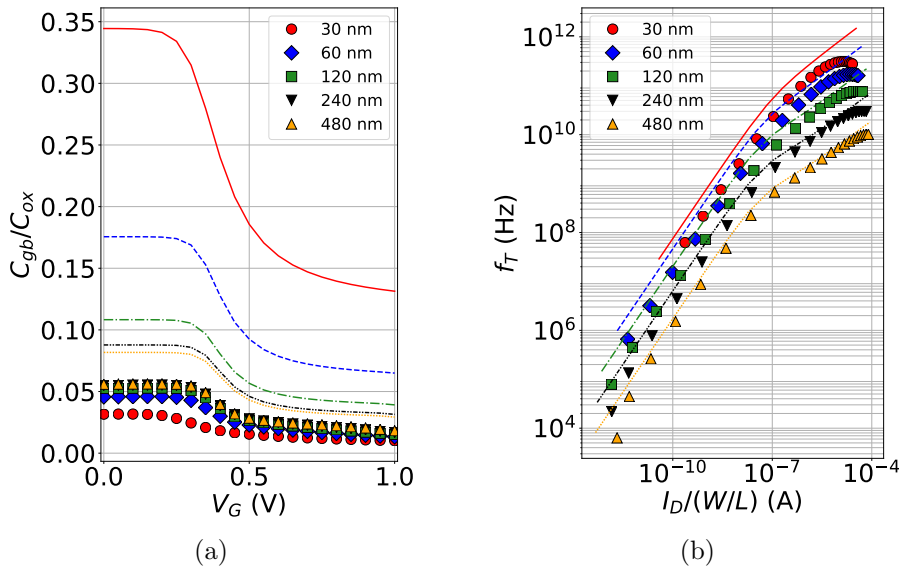 0.35
0.30
0.25
0.20
0.15
0.10
0.05
0.00
C_gb/C_ox
0.0
0.5
1.0
V_G (V)
30 nm
60 nm
120 nm
240 nm
480 nm
(a)
10^12
10^10
10^8
10^6
10^4
f_T (Hz)
10^−10
10^−7
10^−4
I_D/(W/L) (A)
30 nm
60 nm
120 nm
240 nm
480 nm
(b)